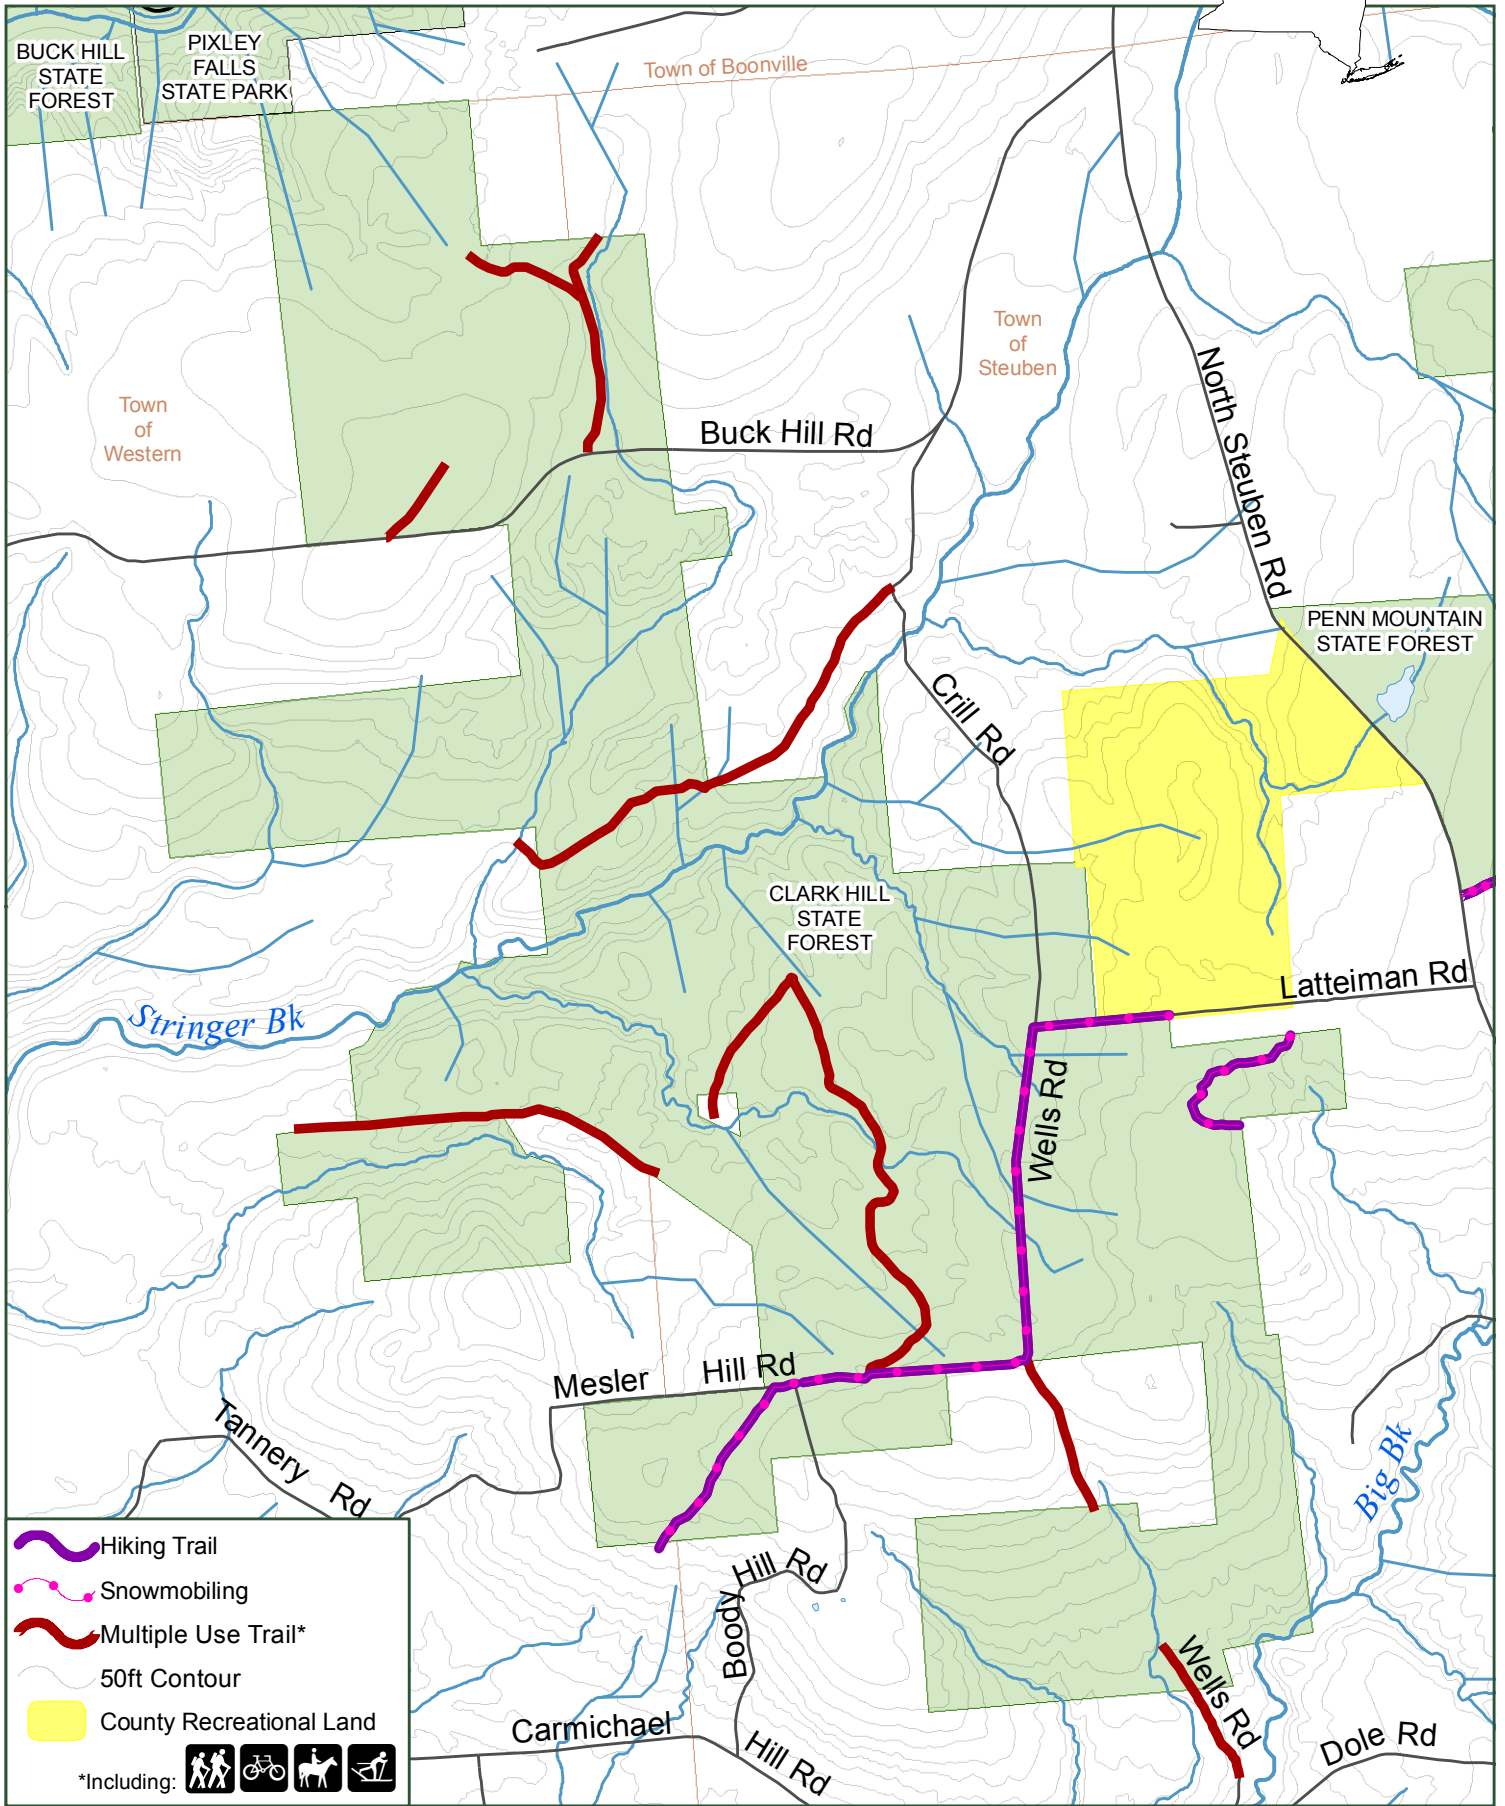 BUCK HILL
STATE
FOREST
PIXLEY
FALLS
STATE PARK
Town of Boonville
Town
of
Steuben
North Steuben Rd
Town
of
Western
Buck Hill Rd
PENN MOUNTAIN
STATE FOREST
Crill Rd
CLARK HILL
STATE
FOREST
Latteiman Rd
Stringer Bk
Wells Rd
Mesler Hill Rd
Tannery Rd
Big Bk
Boody Hill Rd
Wells Rd
Carmichael Hill Rd
Dole Rd
Hiking Trail
Snowmobiling
Multiple Use Trail*
50ft Contour
County Recreational Land
*Including: